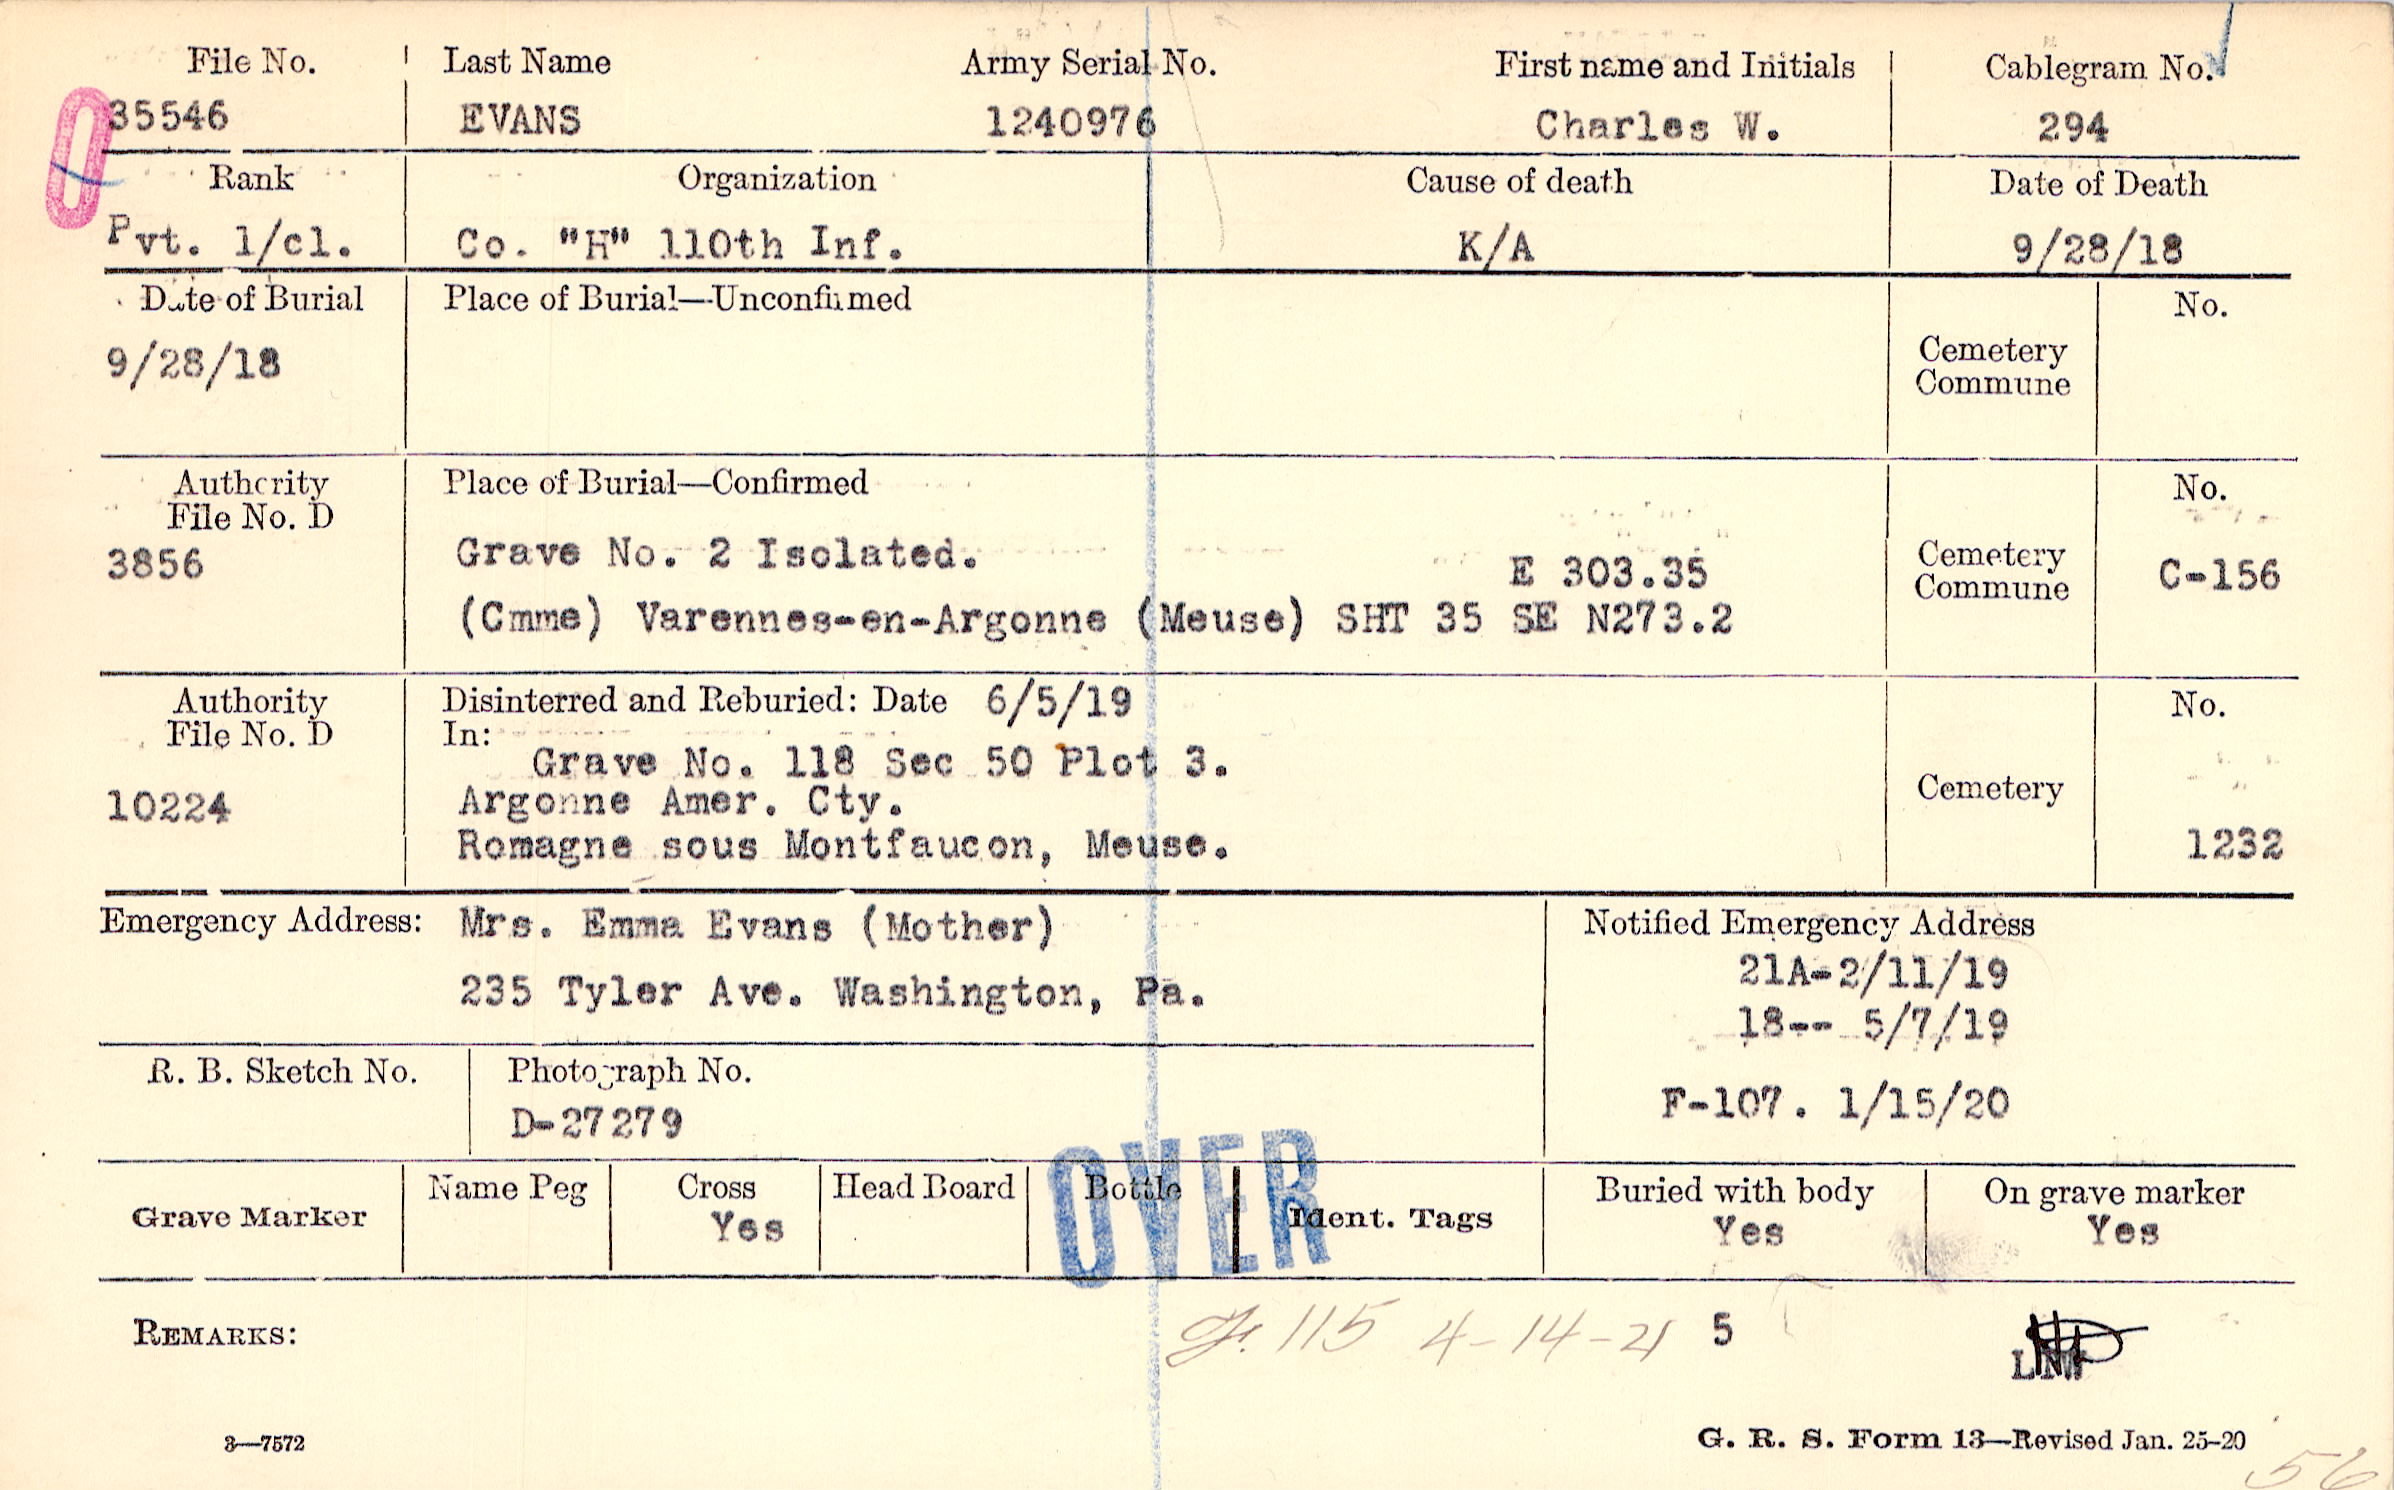 File No. Last Name Army Serial No. First name and Initials Cablegram No.
0
35546 EVANS 1240976 Charles W. 294
Rank Organization Cause of death Date of Death
Pvt. 1/cl. Co. "H" 110th Inf. K/A 9/28/18
Date of Burial Place of Burial—Unconfirmed No.
9/28/18
Cemetery
Commune
Authority Place of Burial—Confirmed No.
File No. D
3856 Grave No. 2 Isolated. E 303.35 Cemetery C-156
Commune
(Cmme) Varennes-en-Argonne (Meuse) SHT 35 SE N273.2
Authority Disinterred and Reburied: Date 6/5/19 No.
File No. D In:
Grave No. 118 Sec 50 Plot 3.
10224 Argonne Amer. Cty. Cemetery
Romagne sous Montfaucon, Meuse. 1232
Emergency Address: Mrs. Emma Evans (Mother) Notified Emergency Address
21A-2/11/19
235 Tyler Ave. Washington, Pa.
18-- 5/7/19
R. B. Sketch No. Photograph No.
D-27279 F-107. 1/15/20
OVER
Grave Marker Name Peg Cross Head Board Bottle Ident. Tags Buried with body On grave marker
Yes Yes Yes
REMARKS: 115 4-14-21 5
3—7572 G. R. S. Form 13—Revised Jan. 25-20
56